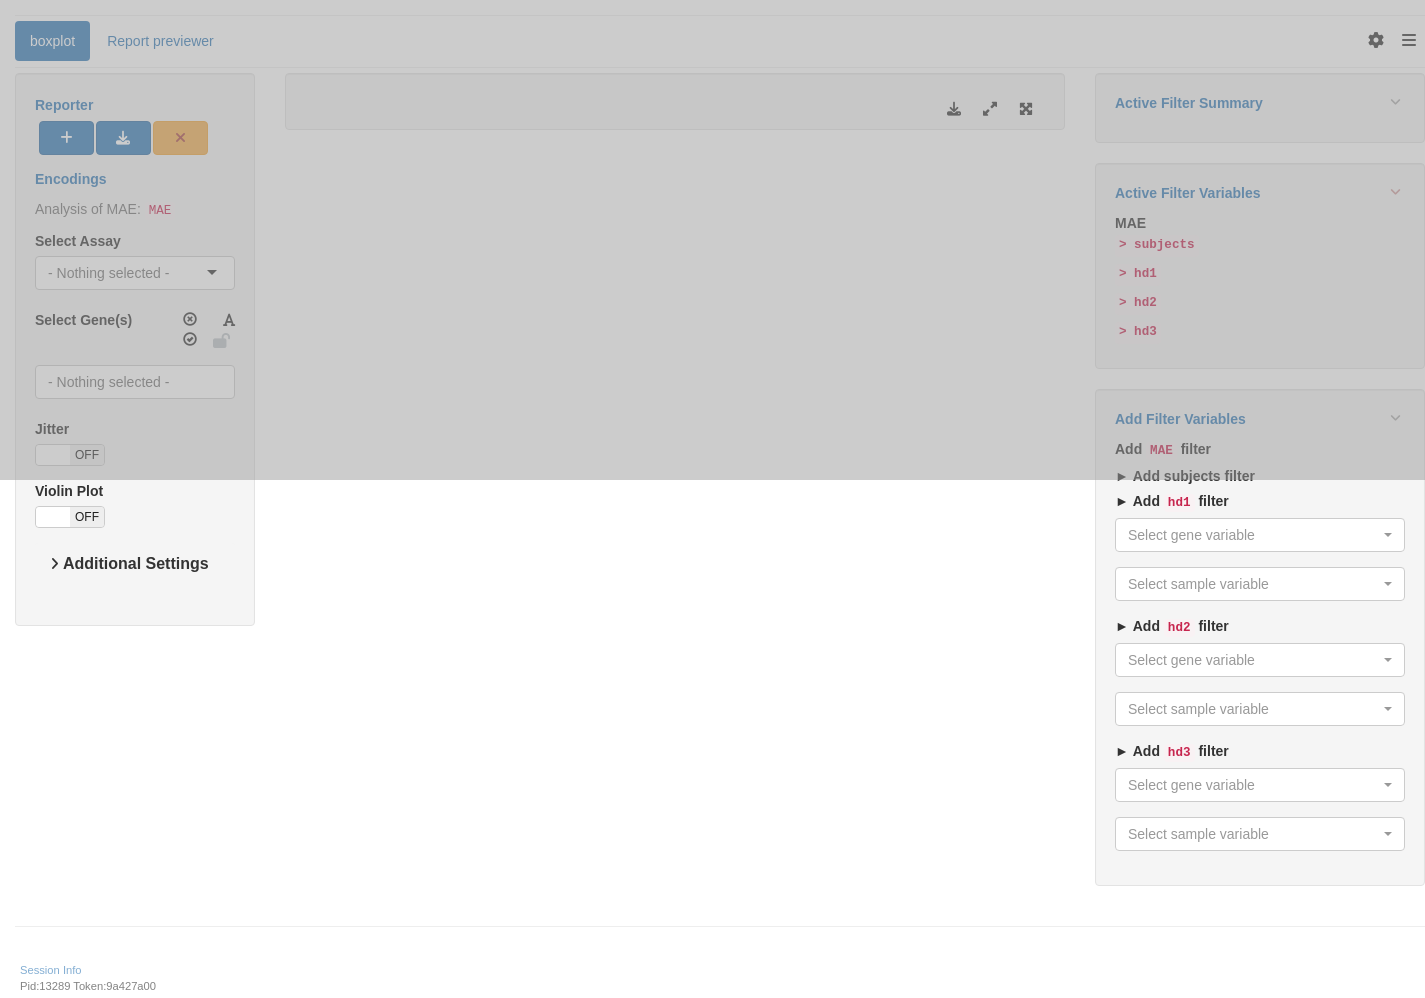 boxplot
Report previewer
Reporter
Encodings
Analysis of MAE: MAE
Select Assay
- Nothing selected -
Select Gene(s)
- Nothing selected -
Jitter
OFF
Violin Plot
OFF
Additional Settings
Active Filter Summary
Active Filter Variables
MAE
> subjects
> hd1
> hd2
> hd3
Add Filter Variables
Add MAE filter
► Add subjects filter
► Add hd1 filter
Select gene variable
Select sample variable
► Add hd2 filter
Select gene variable
Select sample variable
► Add hd3 filter
Select gene variable
Select sample variable
Session Info
Pid:13289 Token:9a427a00